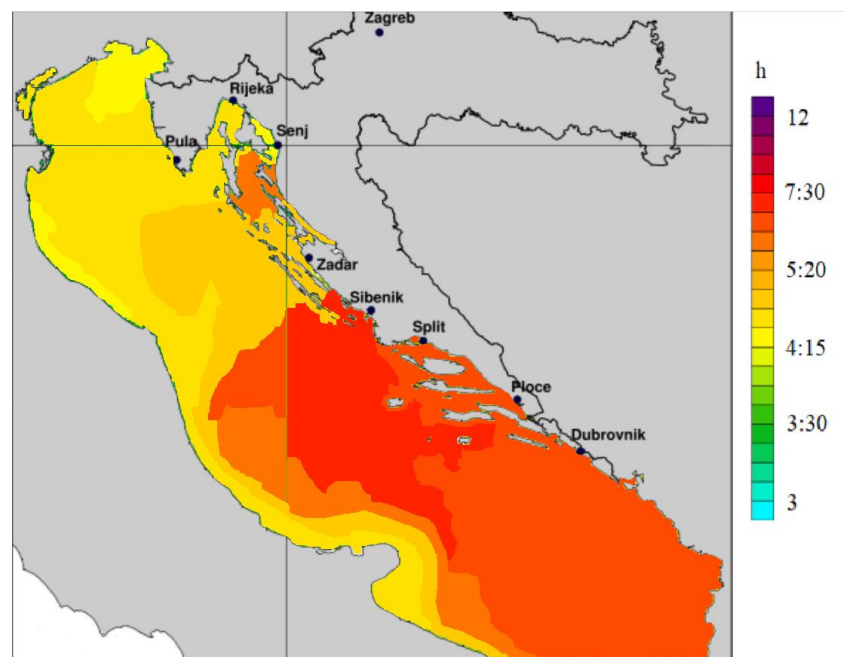 Zagreb
h
Rijeka
12
Senj
Pula
7:30
Zadar
5:20
Sibenik
Split
4:15
Ploce
3:30
Dubrovnik
3